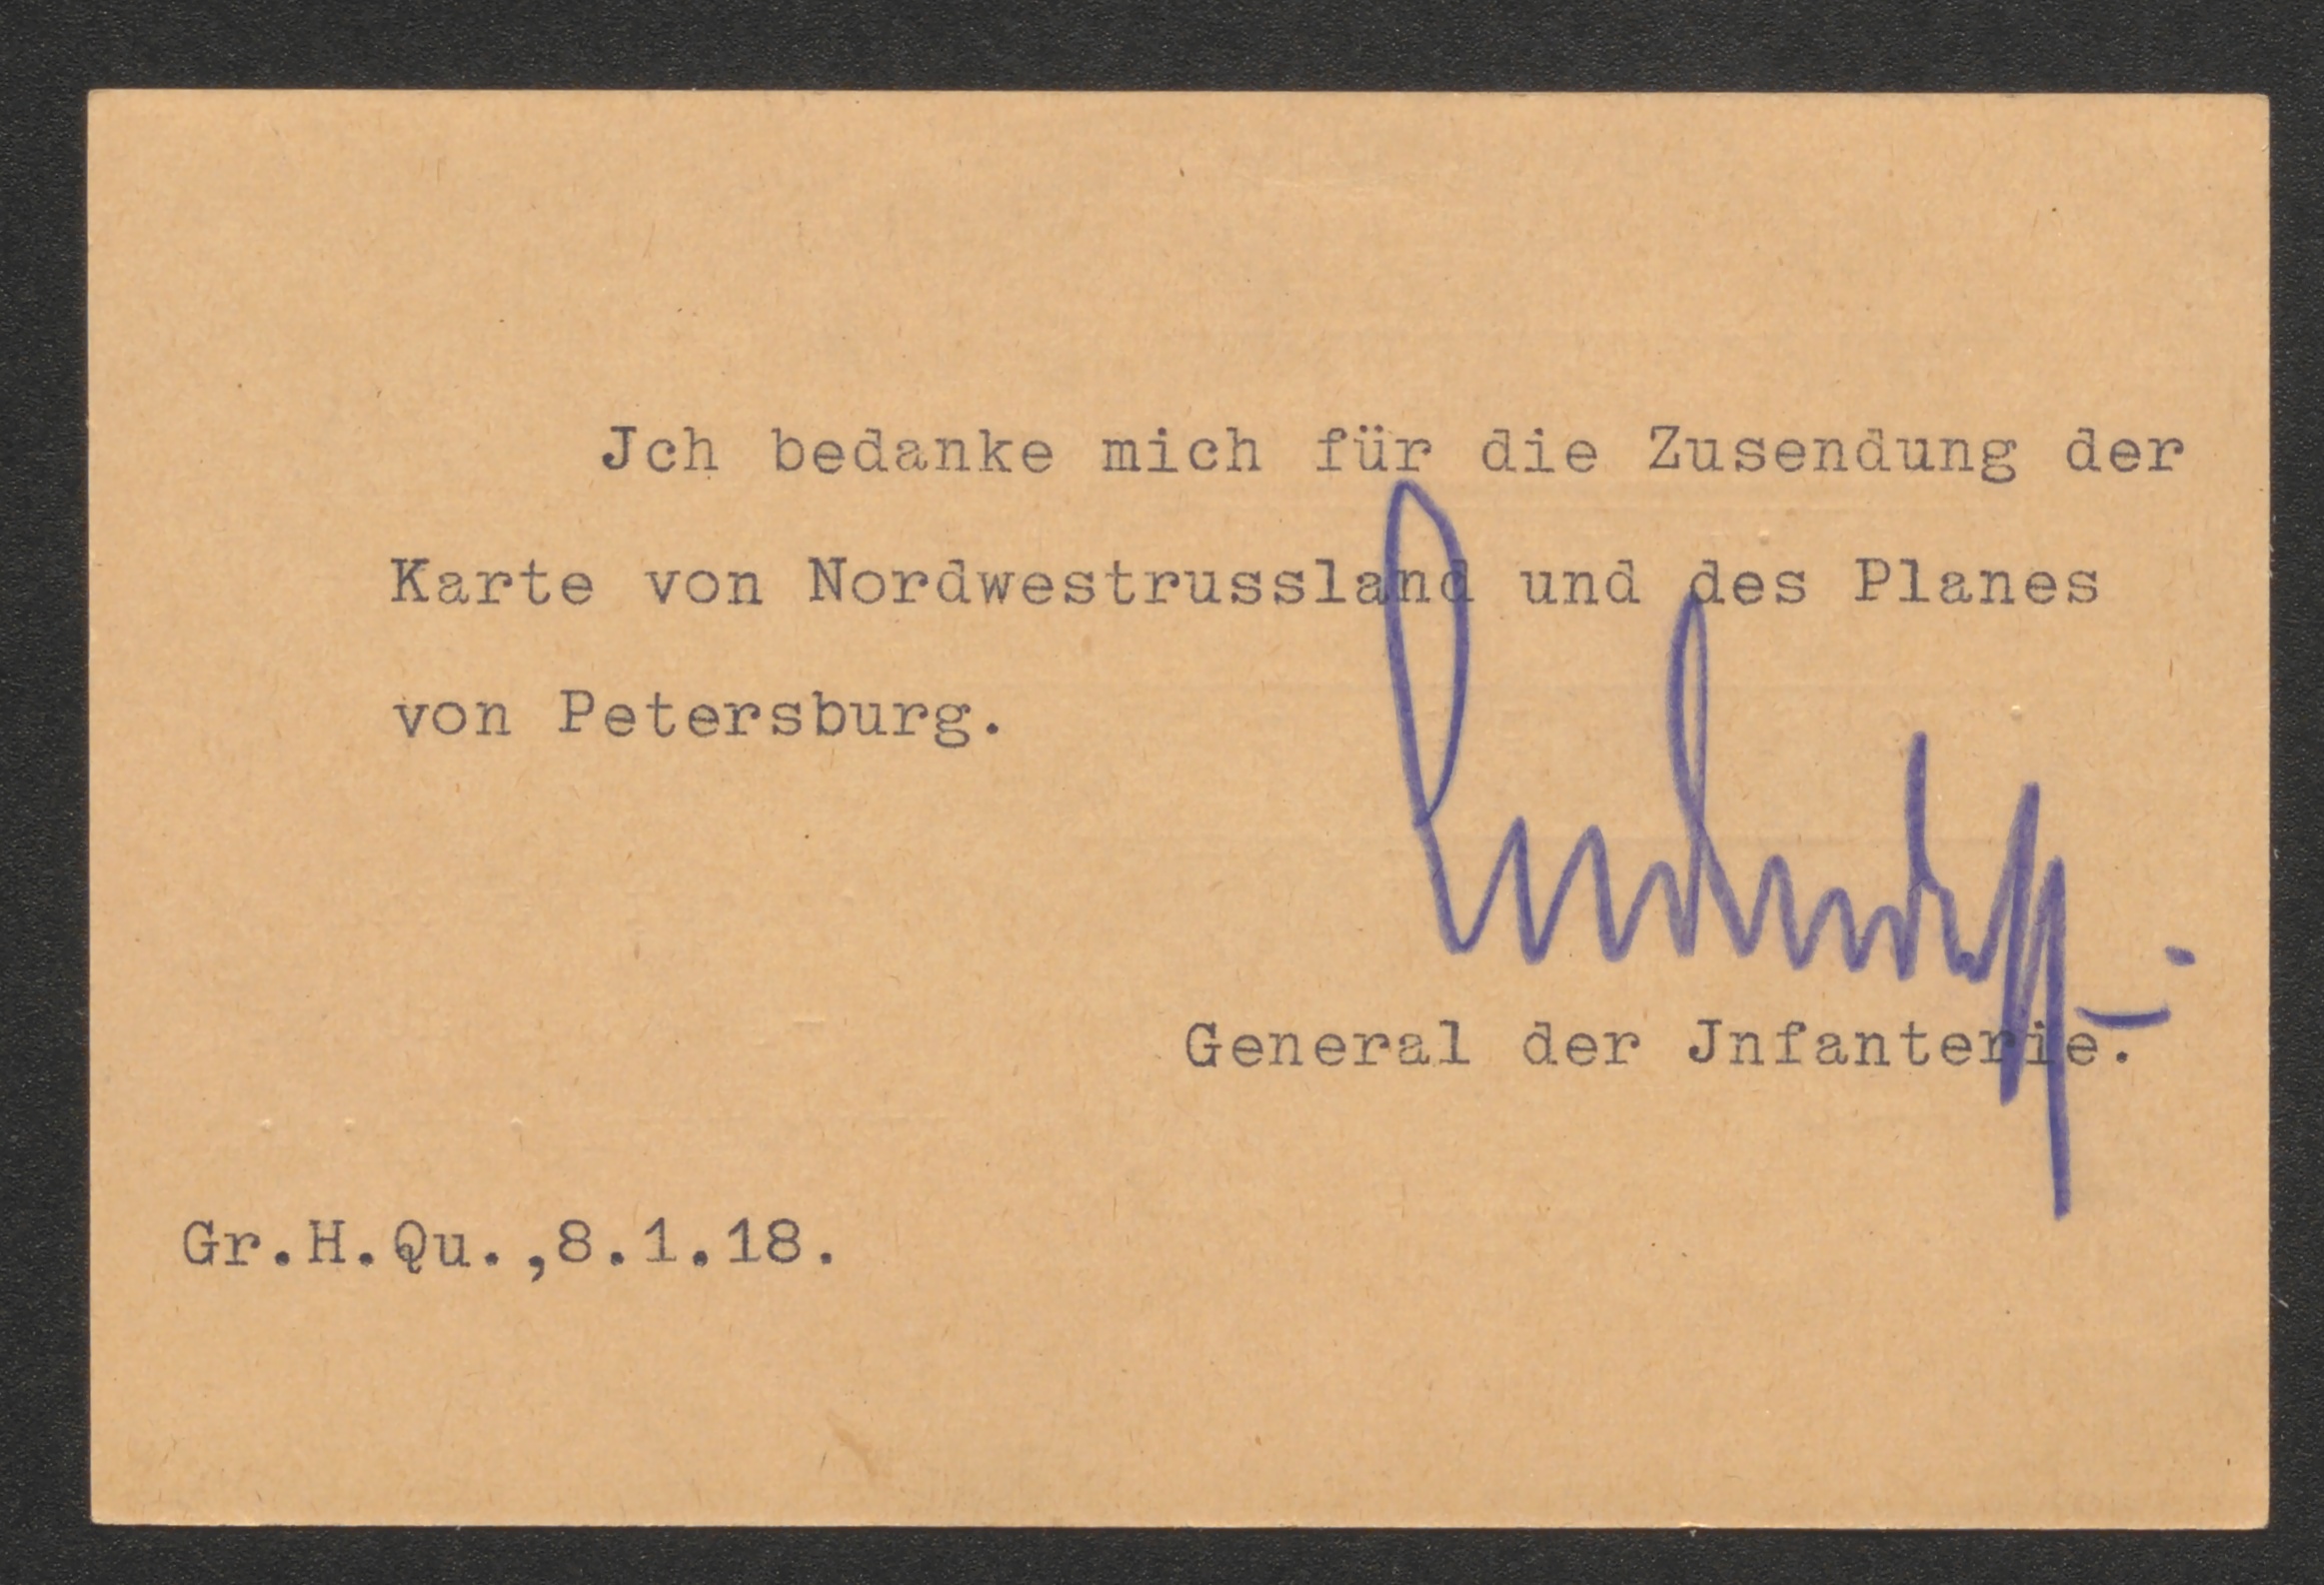 Jch bedanke mich für die Zusendung der
Karte von Nordwestrussland und des Planes
von Petersburg.
Ludendorff
General der Jnfanterie.
Gr.H.Qu.,8.1.18.